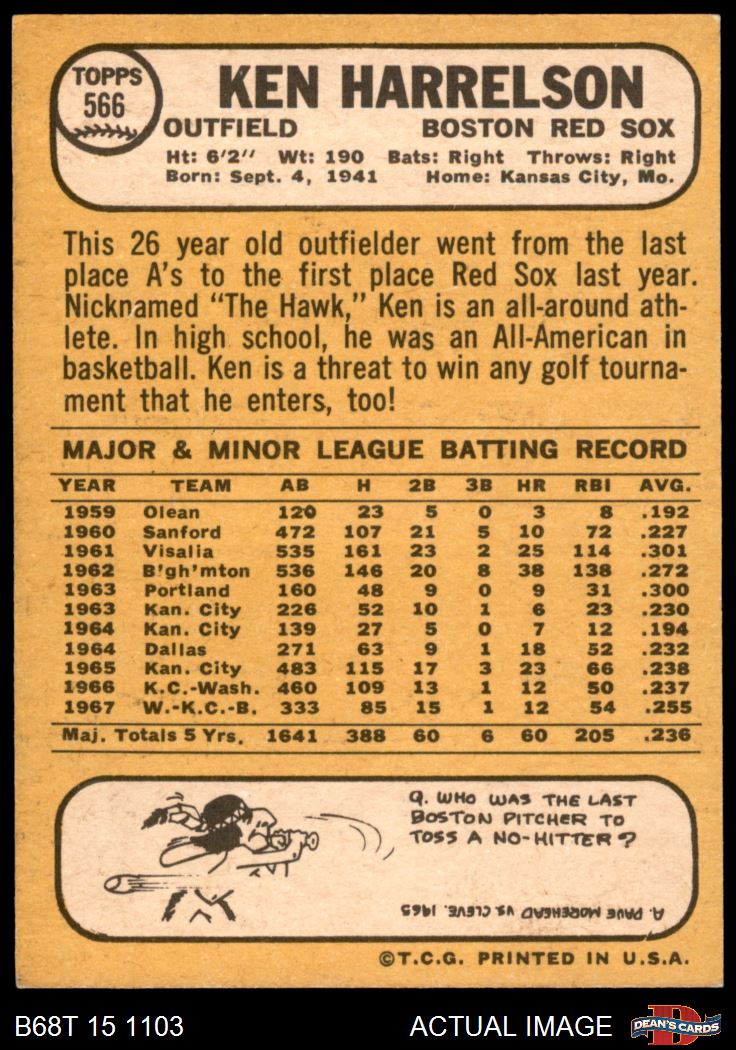 TOPPS
566
KEN HARRELSON
OUTFIELD BOSTON RED SOX
Ht: 6'2" Wt: 190 Bats: Right Throws: Right
Born: Sept. 4, 1941 Home: Kansas City, Mo.
This 26 year old outfielder went from the last
place A's to the first place Red Sox last year.
Nicknamed "The Hawk," Ken is an all-around ath-
lete. In high school, he was an All-American in
basketball. Ken is a threat to win any golf tourna-
ment that he enters, too!
MAJOR & MINOR LEAGUE BATTING RECORD
YEAR TEAM AB H 2B 3B HR RBI AVG.
1959 Olean 120 23 5 0 3 8 .192
1960 Sanford 472 107 21 5 10 72 .227
1961 Visalia 535 161 23 2 25 114 .301
1962 B'gh'mton 536 146 20 8 38 138 .272
1963 Portland 160 48 9 0 9 31 .300
1963 Kan. City 226 52 10 1 6 23 .230
1964 Kan. City 139 27 5 0 7 12 .194
1964 Dallas 271 63 9 1 18 52 .232
1965 Kan. City 483 115 17 3 23 66 .238
1966 K.C.-Wash. 460 109 13 1 12 50 .237
1967 W.-K.C.-B. 333 85 15 1 12 54 .255
Maj. Totals 5 Yrs. 1641 388 60 6 60 205 .236
Q. WHO WAS THE LAST
BOSTON PITCHER TO
TOSS A NO-HITTER?
A. DAVE MOREHEAD VS. CLEVE. 1965
©T.C.G. PRINTED IN U.S.A.
B68T 15 1103 ACTUAL IMAGE
DEAN'S CARDS